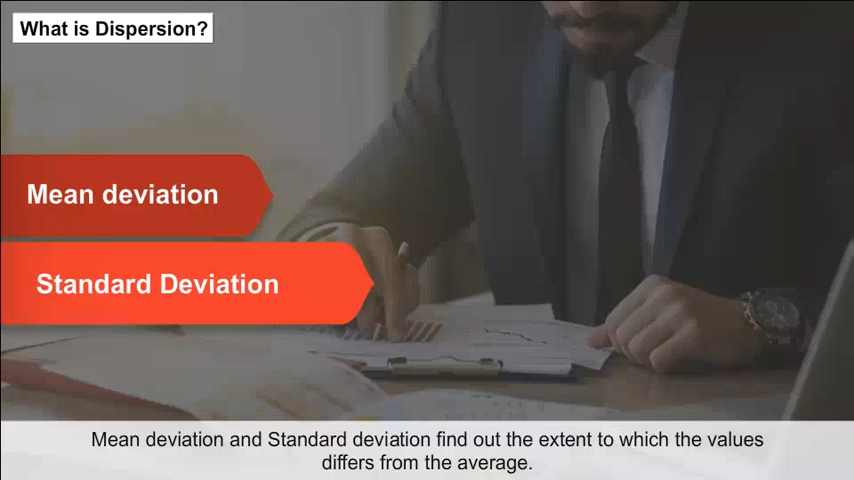 What is Dispersion?
Mean deviation
Standard Deviation
Mean deviation and Standard deviation find out the extent to which the values
differs from the average.